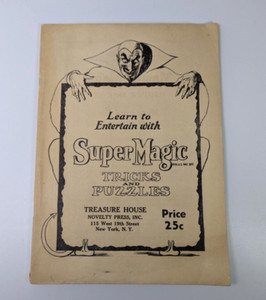 Learn to
Entertain with
SuperMagic
TRICKS
AND
PUZZLES
TREASURE HOUSE
NOVELTY PRESS, INC.
New York, N. Y.
Price
25c